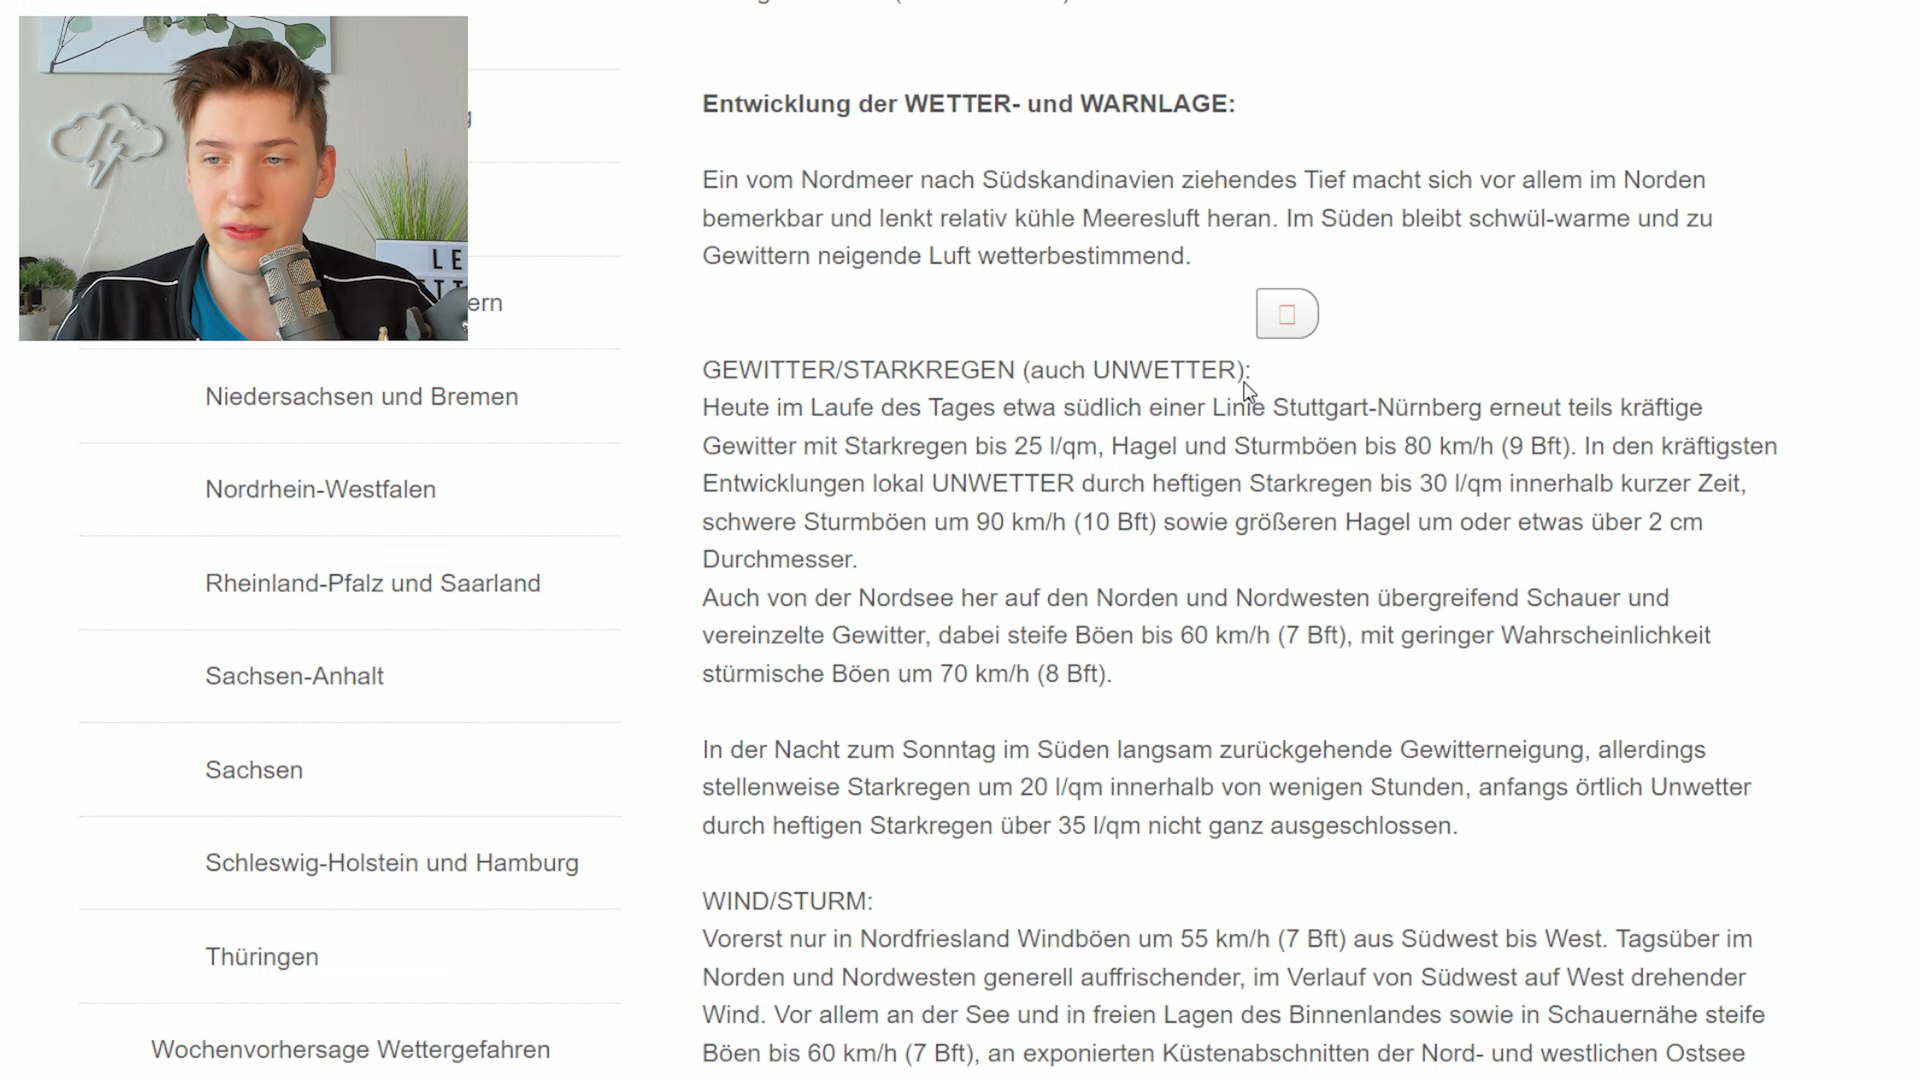 LE
ern
Niedersachsen und Bremen
Nordrhein-Westfalen
Rheinland-Pfalz und Saarland
Sachsen-Anhalt
Sachsen
Schleswig-Holstein und Hamburg
Thüringen
Wochenvorhersage Wettergefahren
Entwicklung der WETTER- und WARNLAGE:
Ein vom Nordmeer nach Südskandinavien ziehendes Tief macht sich vor allem im Norden
bemerkbar und lenkt relativ kühle Meeresluft heran. Im Süden bleibt schwül-warme und zu
Gewittern neigende Luft wetterbestimmend.
GEWITTER/STARKREGEN (auch UNWETTER):
Heute im Laufe des Tages etwa südlich einer Linie Stuttgart-Nürnberg erneut teils kräftige
Gewitter mit Starkregen bis 25 l/qm, Hagel und Sturmböen bis 80 km/h (9 Bft). In den kräftigsten
Entwicklungen lokal UNWETTER durch heftigen Starkregen bis 30 l/qm innerhalb kurzer Zeit,
schwere Sturmböen um 90 km/h (10 Bft) sowie größeren Hagel um oder etwas über 2 cm
Durchmesser.
Auch von der Nordsee her auf den Norden und Nordwesten übergreifend Schauer und
vereinzelte Gewitter, dabei steife Böen bis 60 km/h (7 Bft), mit geringer Wahrscheinlichkeit
stürmische Böen um 70 km/h (8 Bft).
In der Nacht zum Sonntag im Süden langsam zurückgehende Gewitterneigung, allerdings
stellenweise Starkregen um 20 l/qm innerhalb von wenigen Stunden, anfangs örtlich Unwetter
durch heftigen Starkregen über 35 l/qm nicht ganz ausgeschlossen.
WIND/STURM:
Vorerst nur in Nordfriesland Windböen um 55 km/h (7 Bft) aus Südwest bis West. Tagsüber im
Norden und Nordwesten generell auffrischender, im Verlauf von Südwest auf West drehender
Wind. Vor allem an der See und in freien Lagen des Binnenlandes sowie in Schauernähe steife
Böen bis 60 km/h (7 Bft), an exponierten Küstenabschnitten der Nord- und westlichen Ostsee